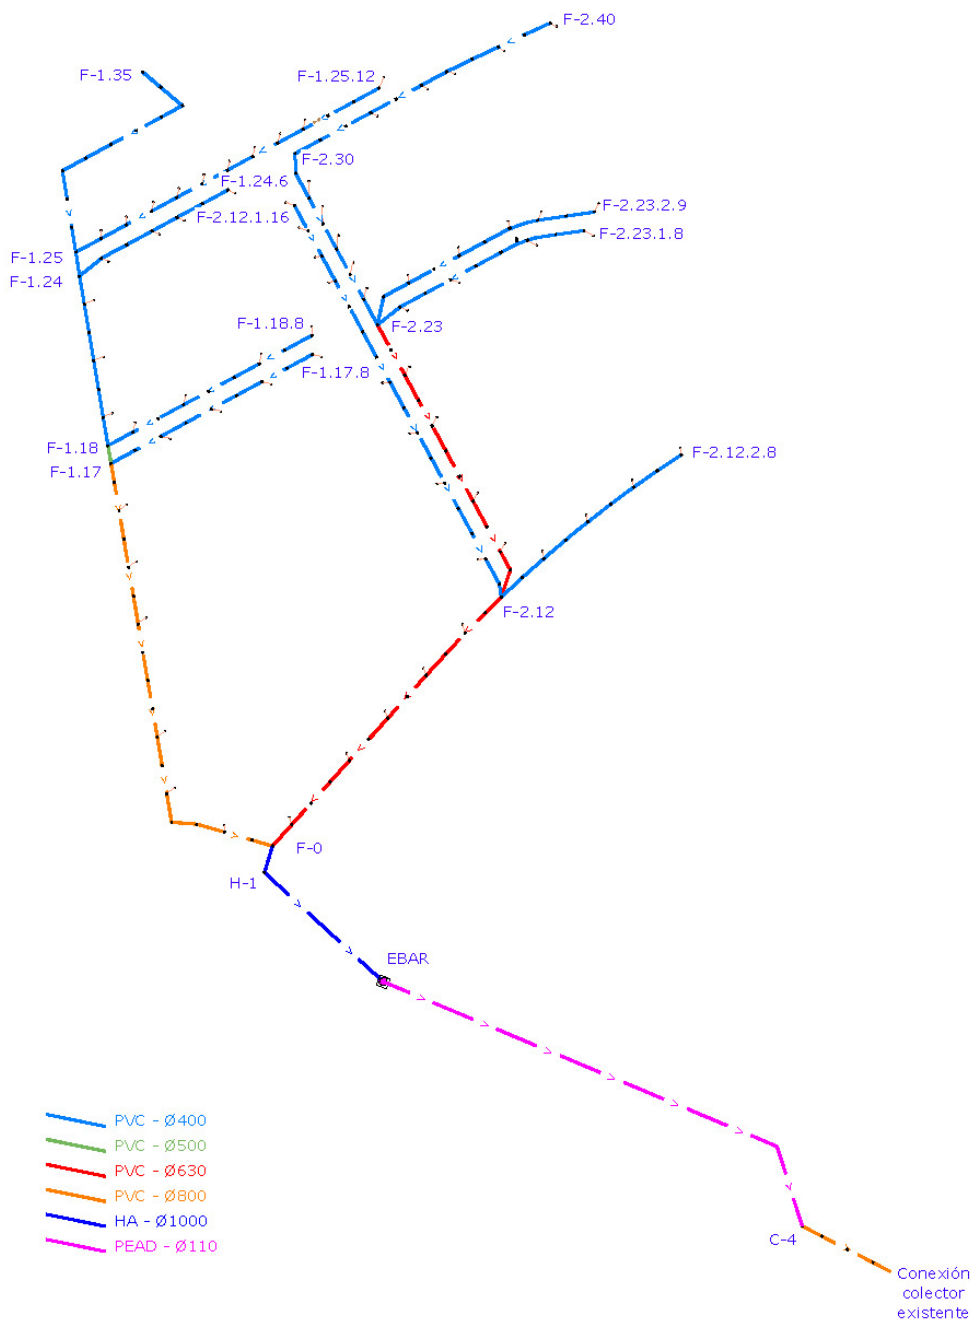 F-2.40
F-1.35
F-1.25.12
F-2.30
F-1.24.6
F-2.12.1.16
F-2.23.2.9
F-2.23.1.8
F-1.25
F-1.24
F-1.18.8
F-2.23
F-1.17.8
F-1.18
F-1.17
F-2.12.2.8
F-2.12
F-0
H-1
EBAR
PVC - Ø400
PVC - Ø500
PVC - Ø630
PVC - Ø800
HA - Ø1000
PEAD - Ø110
C-4
Conexión
colector
existente